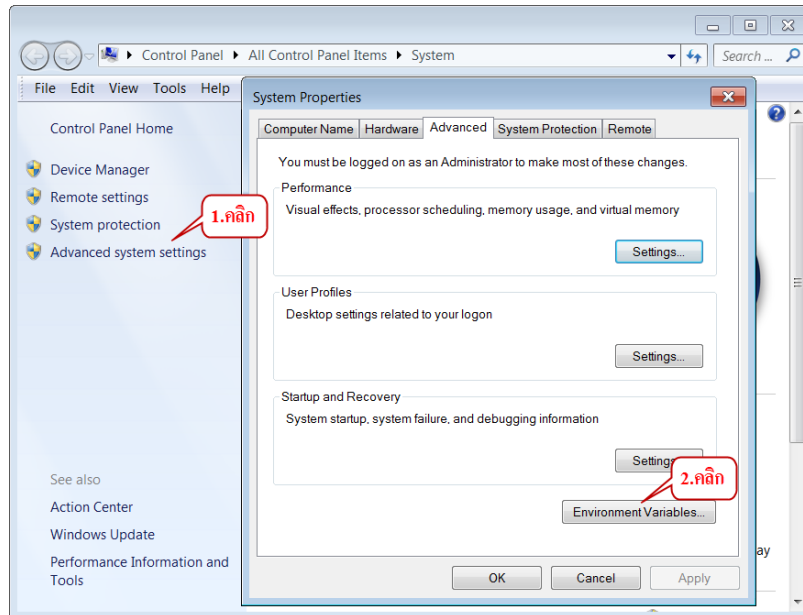 Control Panel All Control Panel Items System Search ...
File Edit View Tools Help
Control Panel Home
Device Manager
Remote settings
System protection
Advanced system settings
1.คลิก
See also
Action Center
Windows Update
Performance Information and
Tools
System Properties
Computer Name Hardware Advanced System Protection Remote
You must be logged on as an Administrator to make most of these changes.
Performance
Visual effects, processor scheduling, memory usage, and virtual memory
Settings...
User Profiles
Desktop settings related to your logon
Settings...
Startup and Recovery
System startup, system failure, and debugging information
Settings
2.คลิก
Environment Variables...
OK Cancel Apply
ay